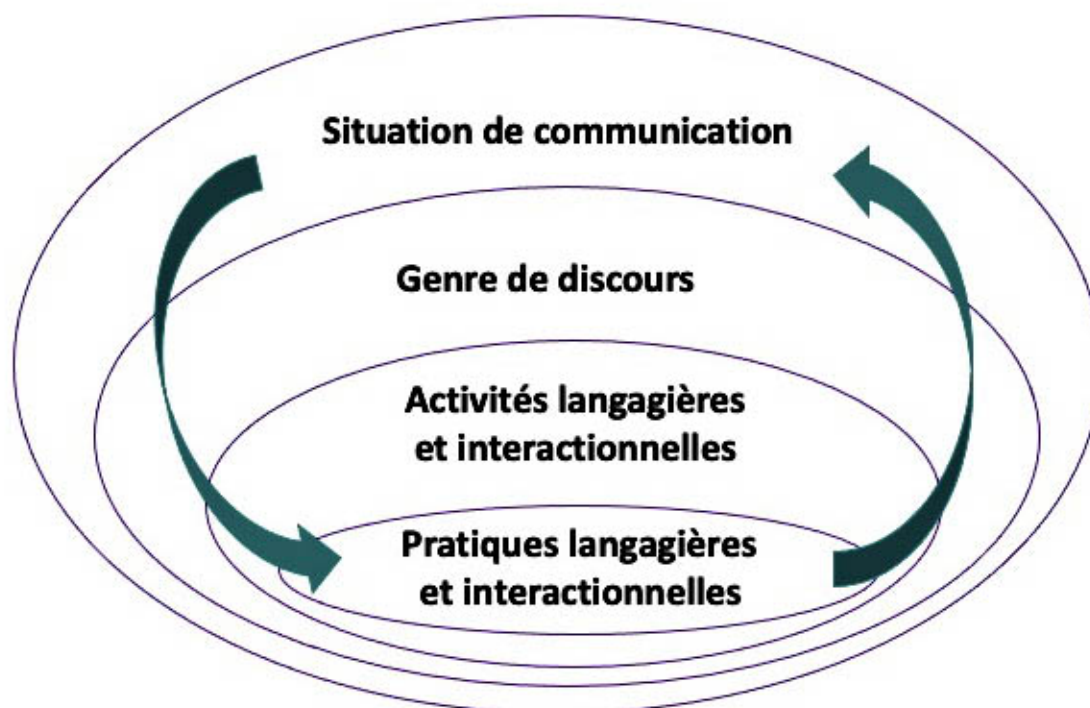 Situation de communication
Genre de discours
Activités langagières
et interactionnelles
Pratiques langagières
et interactionnelles